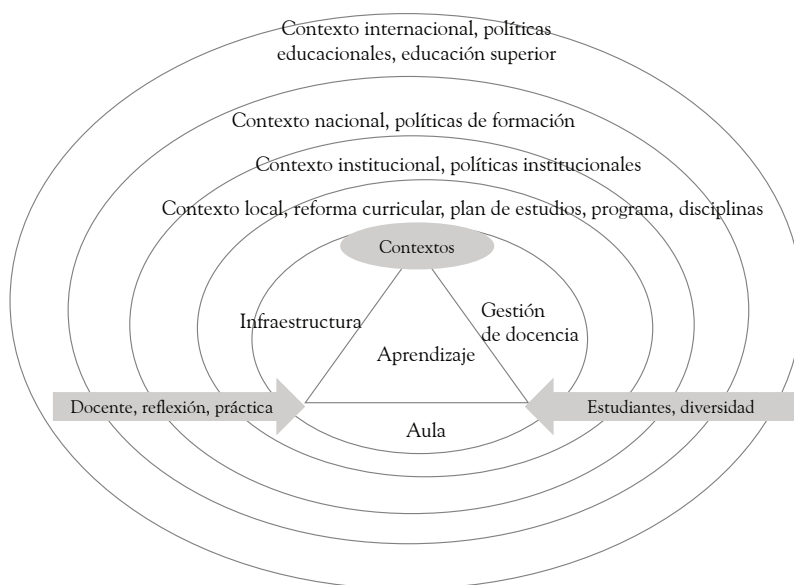 Contexto internacional, políticas
educacionales, educación superior
Contexto nacional, políticas de formación
Contexto institucional, políticas institucionales
Contexto local, reforma curricular, plan de estudios, programa, disciplinas
Contextos
Infraestructura
Gestión
de docencia
Aprendizaje
Docente, reflexión, práctica
Estudiantes, diversidad
Aula